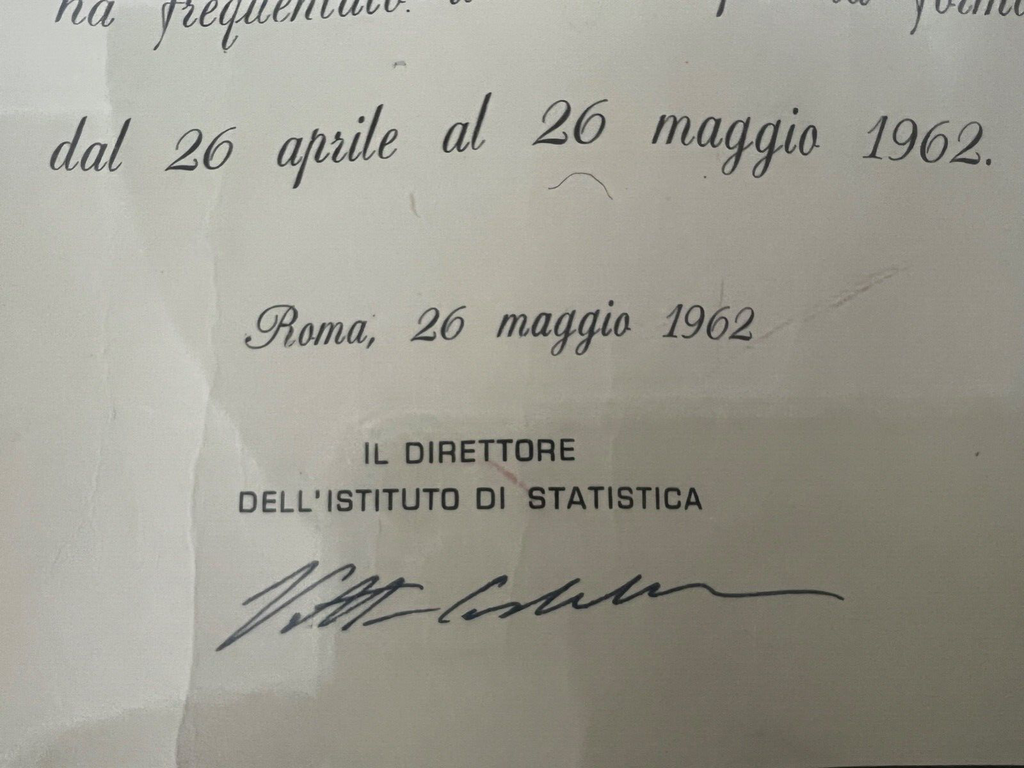 ha frequentato
dal 26 aprile al 26 maggio 1962.
Roma, 26 maggio 1962
IL DIRETTORE
DELL'ISTITUTO DI STATISTICA